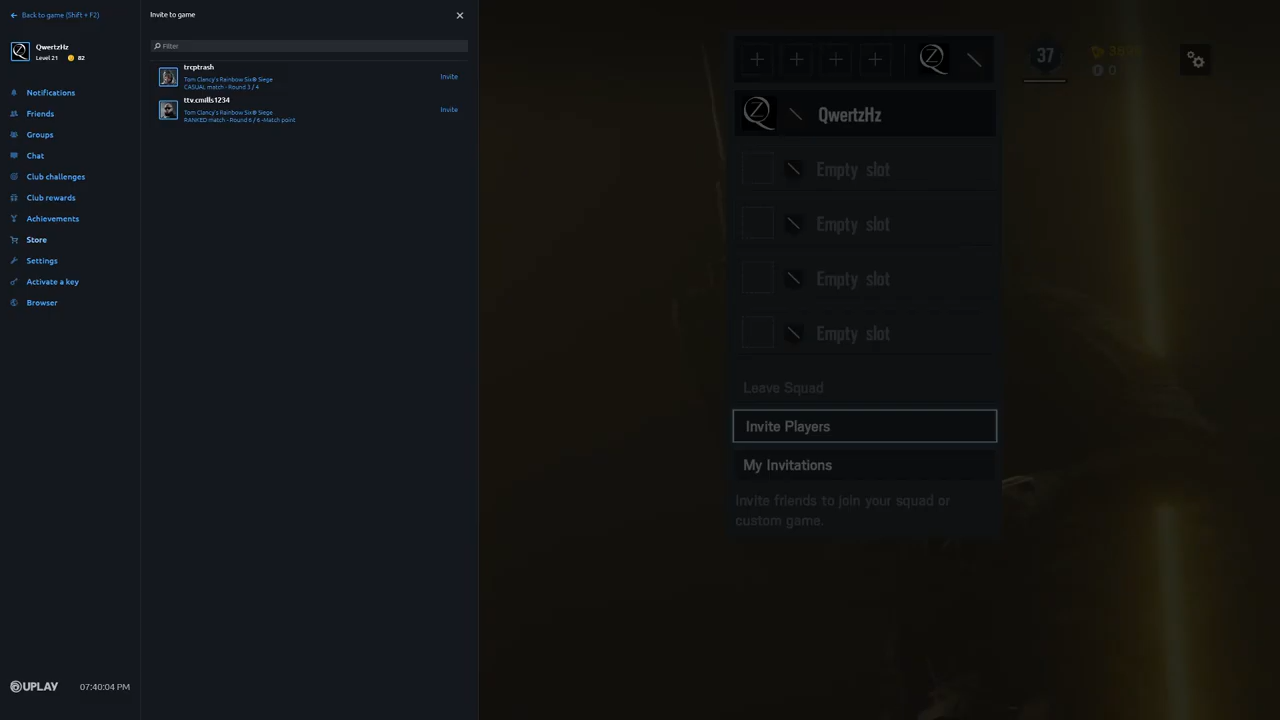 Back to game (Shift + F2)
QwertzHz
Level 21 82
Notifications
Friends
Groups
Chat
Club challenges
Club rewards
Achievements
Store
Settings
Activate a key
Browser
UPLAY 07:40:04 PM
Invite to game
Filter
trcptrash
Tom Clancy's Rainbow Six® Siege
CASUAL match - Round 3 / 4
Invite
ttv.cmills1234
Tom Clancy's Rainbow Six® Siege
RANKED match - Round 6 / 6 -Match point
Invite
37
0
QwertzHz
Empty slot
Empty slot
Empty slot
Empty slot
Leave Squad
Invite Players
My Invitations
Invite friends to join your squad or
custom game.